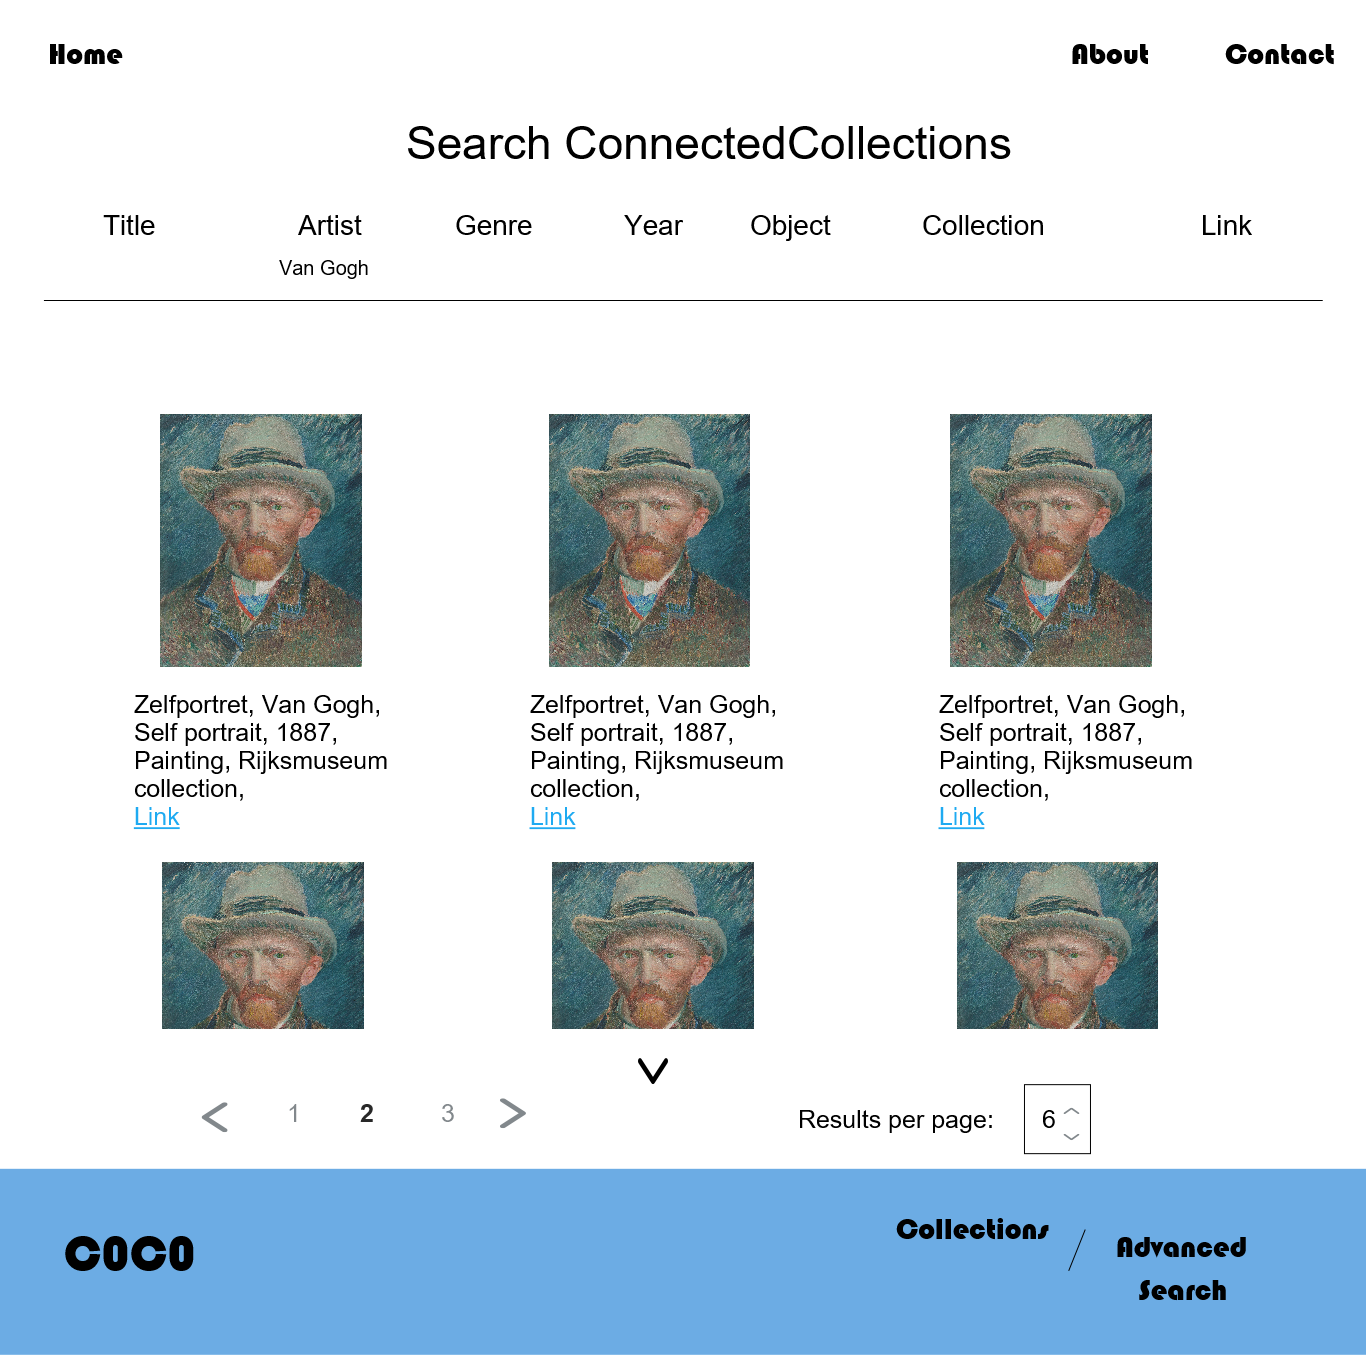 Home About Contact
Search ConnectedCollections
Title Artist Genre Year Object Collection Link
Van Gogh
Zelfportret, Van Gogh,
Self portrait, 1887,
Painting, Rijksmuseum
collection,
Link
Zelfportret, Van Gogh,
Self portrait, 1887,
Painting, Rijksmuseum
collection,
Link
Zelfportret, Van Gogh,
Self portrait, 1887,
Painting, Rijksmuseum
collection,
Link
< 1 2 3 >
Results per page: 6
COCO
Collections / Advanced
Search